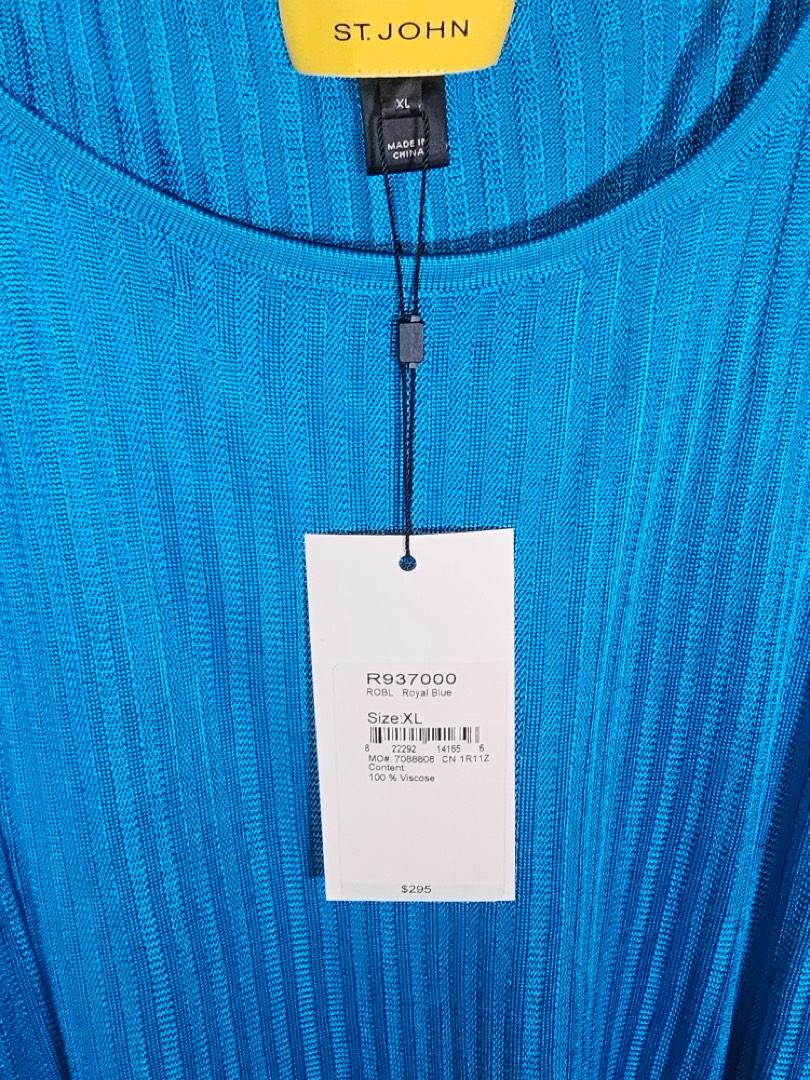 ST. JOHN
XL
MADE IN
CHINA
R937000
ROBL Royal Blue
Size:XL
8 22292 14165 6
MO#: 7088808 CN 1R11Z
Content:
100 % Viscose
$295